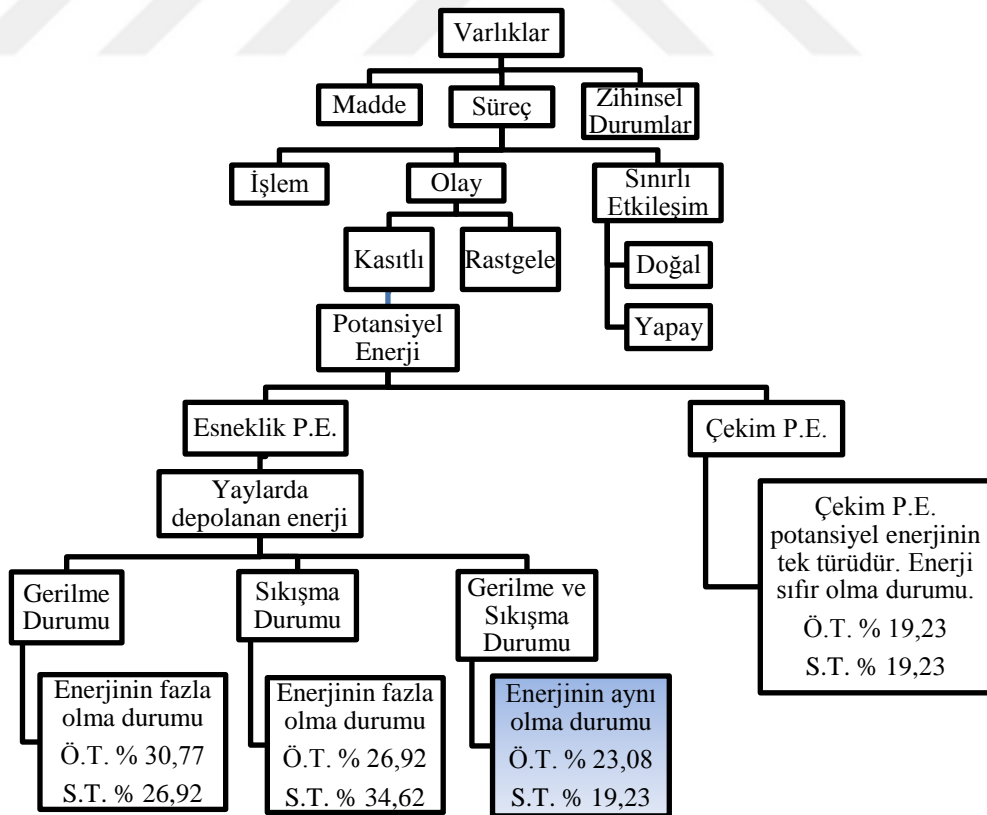 Varlıklar
Madde
Süreç
Zihinsel
Durumlar
İşlem
Olay
Sınırlı
Etkileşim
Kasıtlı
Rastgele
Doğal
Yapay
Potansiyel
Enerji
Esneklik P.E.
Çekim P.E.
Yaylarda
depolanan enerji
Gerilme
Durumu
Sıkışma
Durumu
Gerilme ve
Sıkışma
Durumu
Çekim P.E.
potansiyel enerjinin
tek türüdür. Enerji
sıfır olma durumu.
Ö.T. % 19,23
S.T. % 19,23
Enerjinin fazla
olma durumu
Ö.T. % 30,77
S.T. % 26,92
Enerjinin fazla
olma durumu
Ö.T. % 26,92
S.T. % 34,62
Enerjinin aynı
olma durumu
Ö.T. % 23,08
S.T. % 19,23